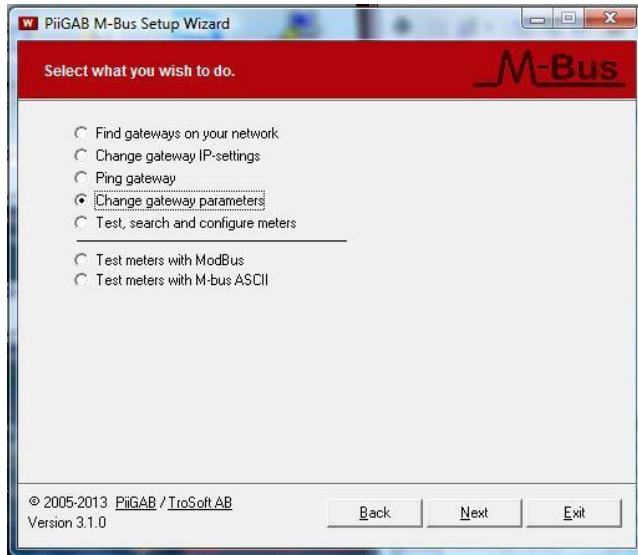 PiiGAB M-Bus Setup Wizard
Select what you wish to do.
M-Bus
Find gateways on your network
Change gateway IP-settings
Ping gateway
Change gateway parameters
Test, search and configure meters
Test meters with ModBus
Test meters with M-bus ASCII
© 2005-2013 PiiGAB / TroSoft AB
Version 3.1.0
Back
Next
Exit